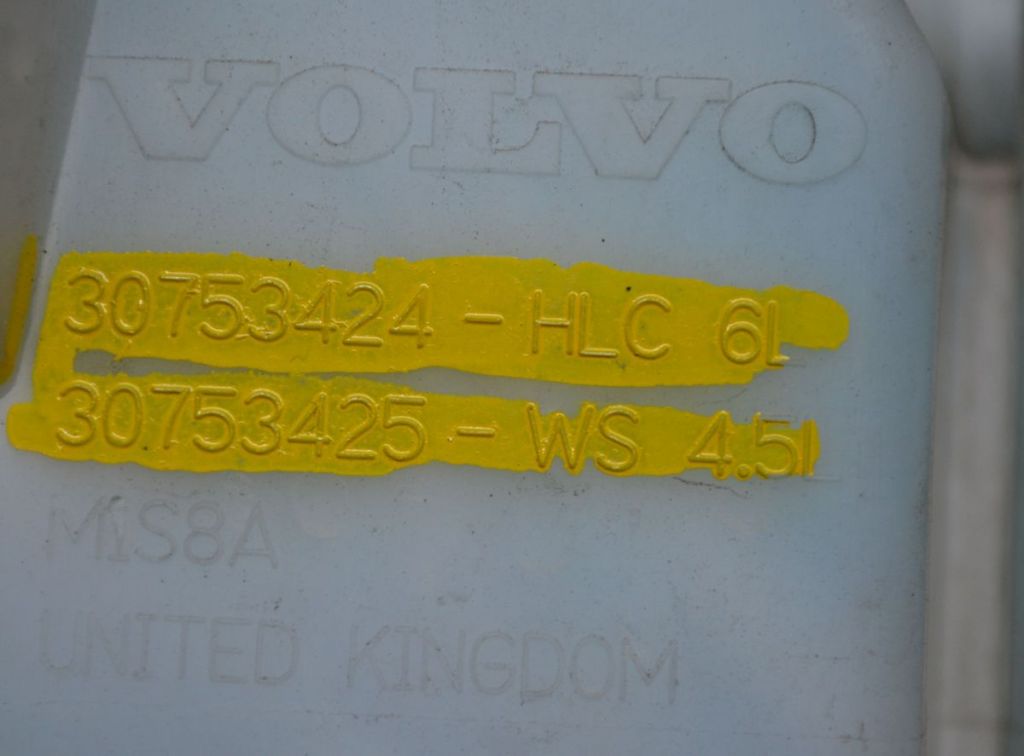 VOLVO
30753424 - HLC 6L
30753425 - WS 4.5l
M1S8A
UNITED KINGDOM